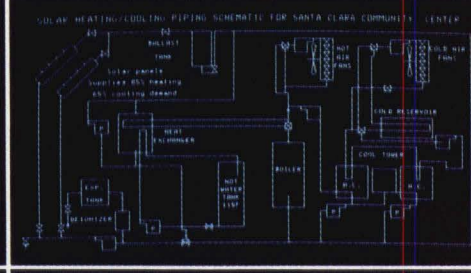 SOLAR HEATING/COOLING PIPING SCHEMATIC FOR SANTA CLARA COMMUNITY CENTER
BALLAST
TANK
Solar panels
Supplies 85% heating
65% cooling demand
HOT
AIR
FANS
COLD AIR
FANS
COLD RESERVOIR
P
HEAT
EXCHANGER
COOL TOWER
BOILER
EXP.
TANK
HOT
WATER
TANK
DEIONIZER
P
P
P